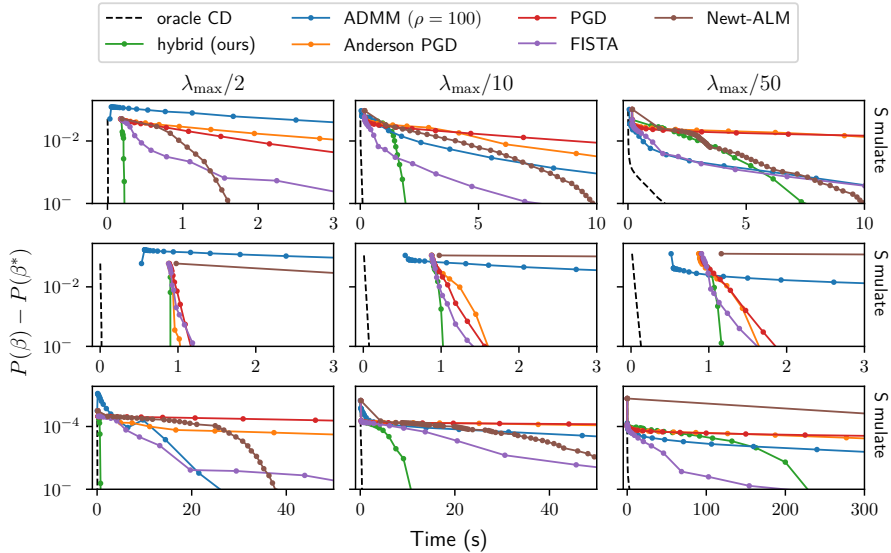 oracle CD
hybrid (ours)
ADMM (ρ = 100)
Anderson PGD
PGD
FISTA
Newt-ALM
λ_max/2
λ_max/10
λ_max/50
P(β) − P(β*)
10⁻²
10⁻
0 1 2 3
0 5 10
0 5 10
S mulate
10⁻²
10⁻
0 1 2 3
0 1 2 3
0 1 2 3
S mulate
10⁻⁴
10⁻
0 20 40
0 20 40
0 100 200 300
S mulate
Time (s)